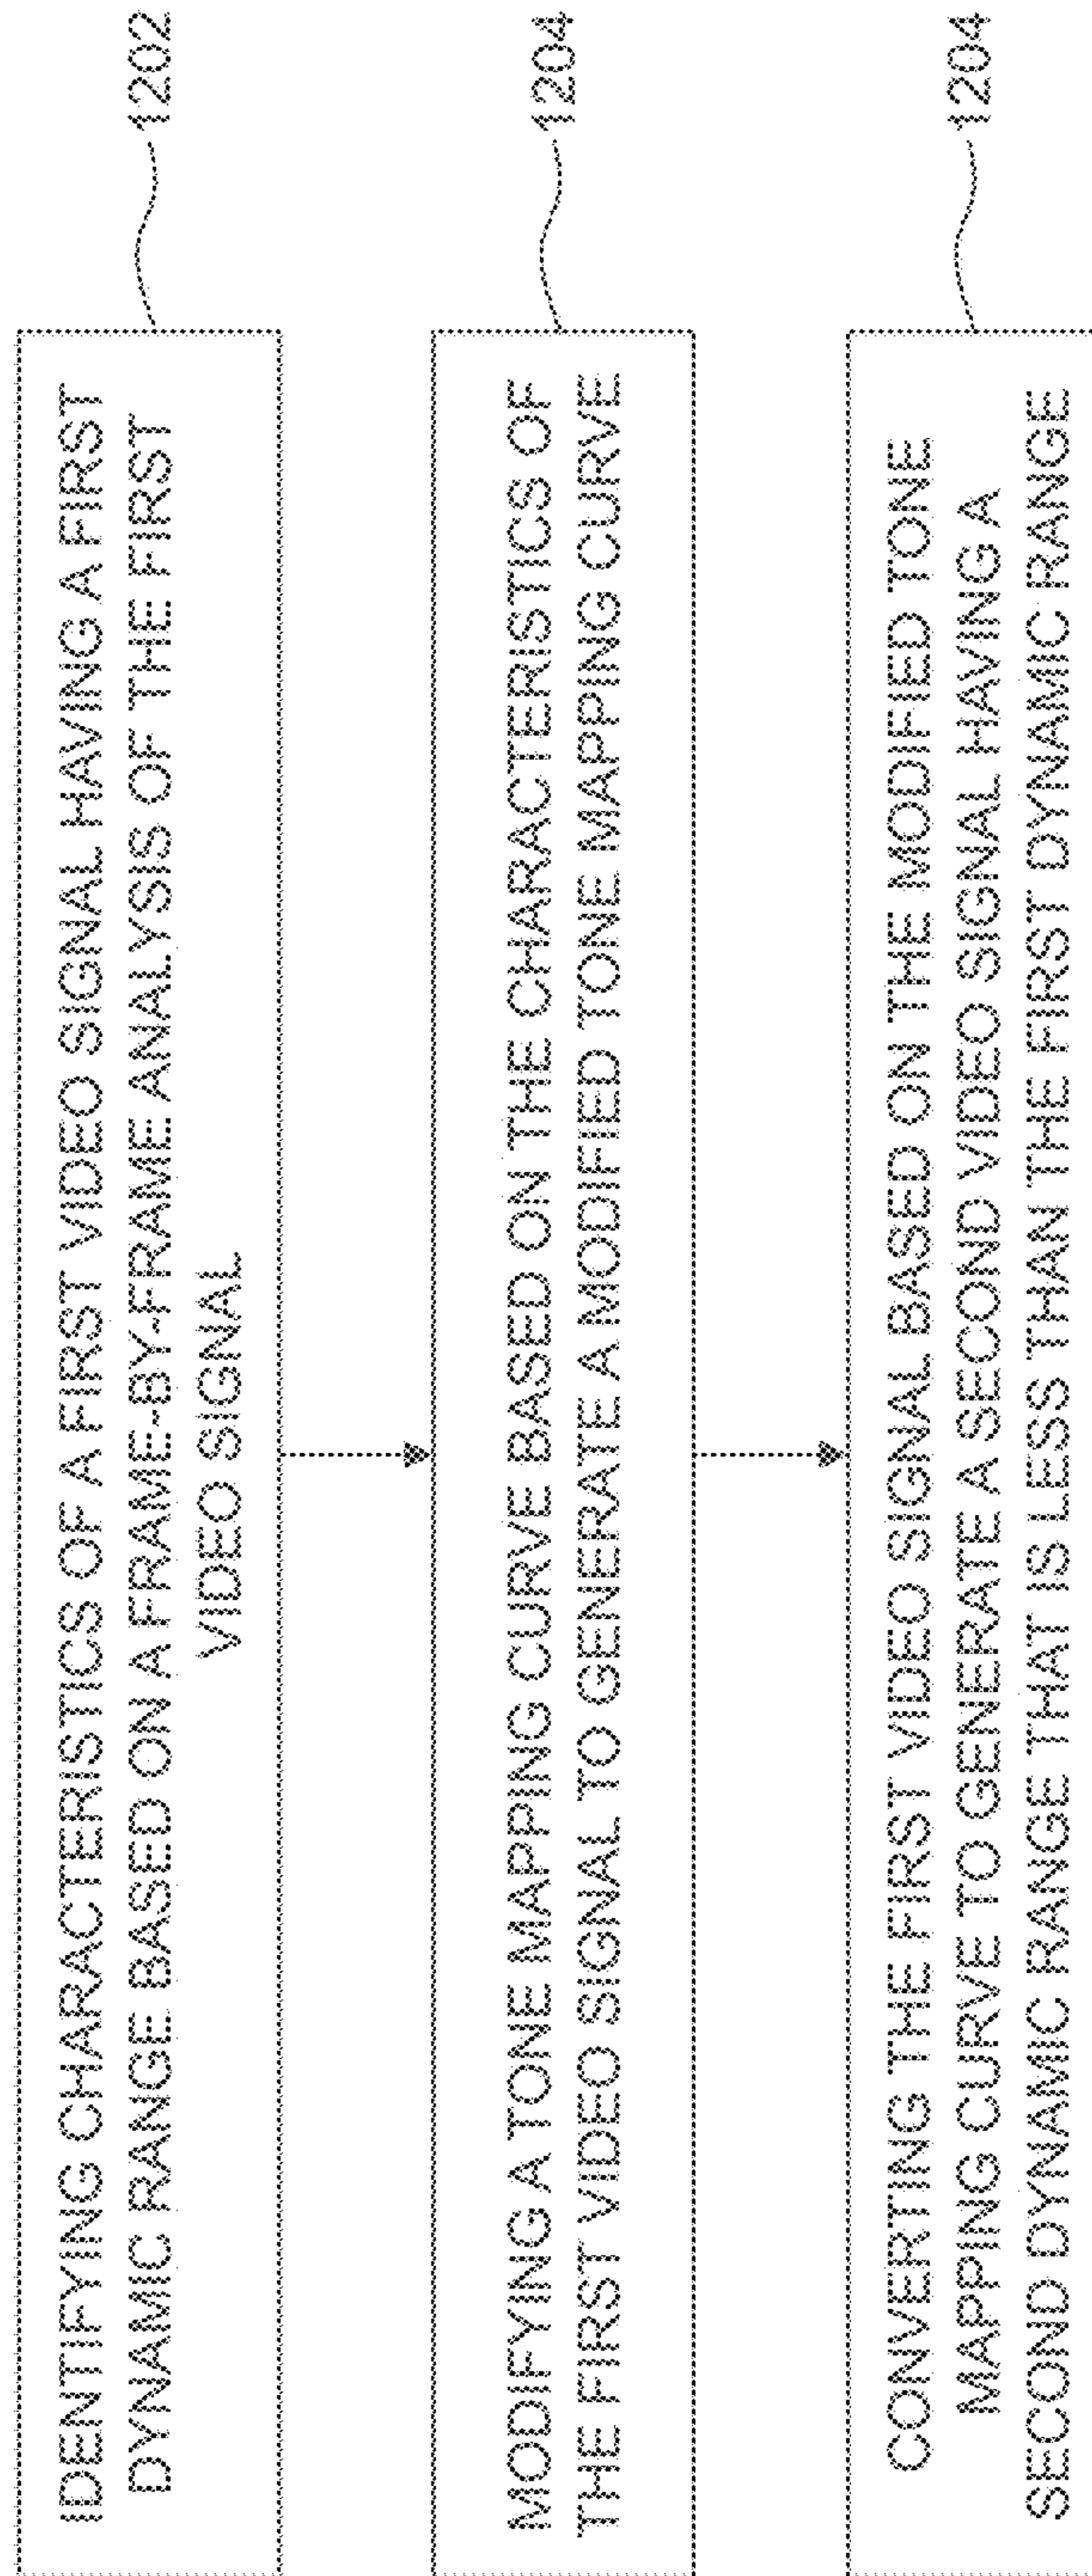 IDENTIFYING CHARACTERISTICS OF A FIRST VIDEO SIGNAL HAVING A FIRST
DYNAMIC RANGE BASED ON A FRAME-BY-FRAME ANALYSIS OF THE FIRST
VIDEO SIGNAL
1202
MODIFYING A TONE MAPPING CURVE BASED ON THE CHARACTERISTICS OF
THE FIRST VIDEO SIGNAL TO GENERATE A MODIFIED TONE MAPPING CURVE
1204
CONVERTING THE FIRST VIDEO SIGNAL BASED ON THE MODIFIED TONE
MAPPING CURVE TO GENERATE A SECOND VIDEO SIGNAL HAVING A
SECOND DYNAMIC RANGE THAT IS LESS THAN THE FIRST DYNAMIC RANGE
1204